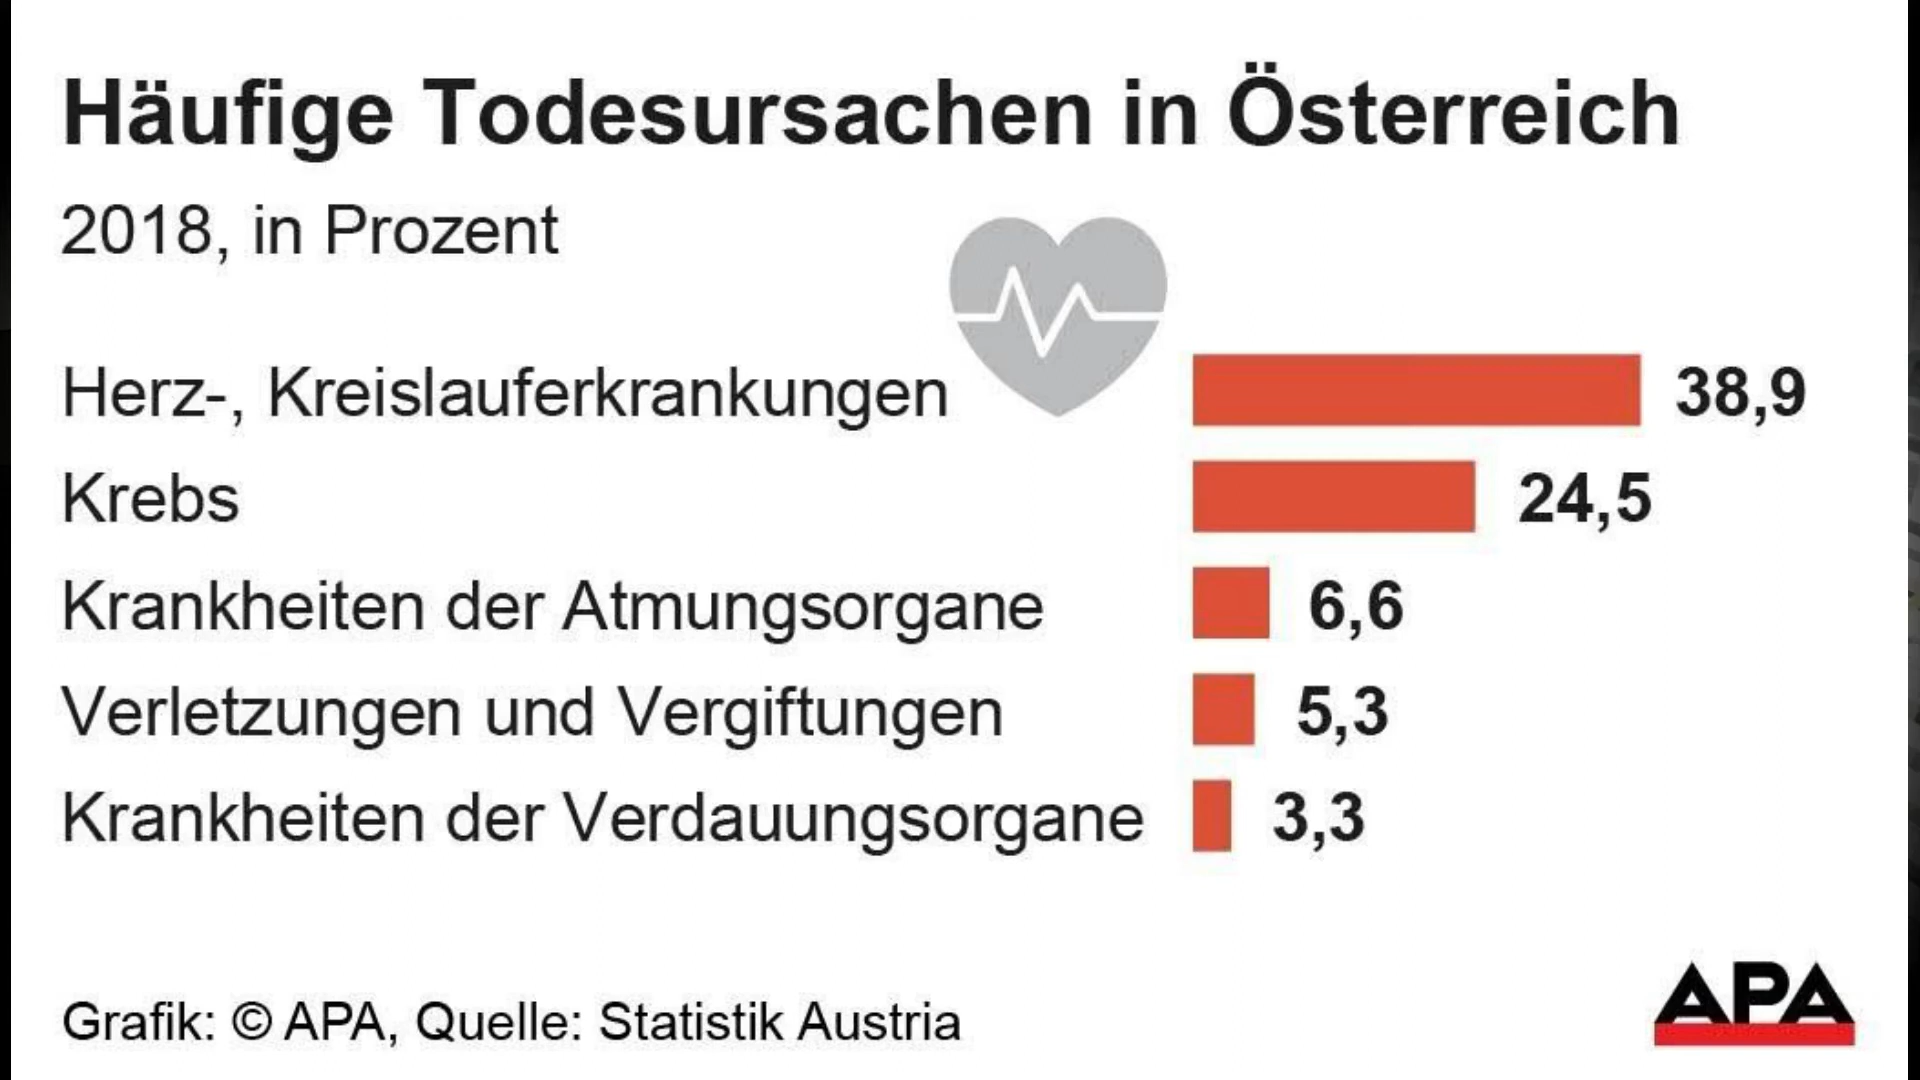 Häufige Todesursachen in Österreich
2018, in Prozent
Herz-, Kreislauferkrankungen 38,9
Krebs 24,5
Krankheiten der Atmungsorgane 6,6
Verletzungen und Vergiftungen 5,3
Krankheiten der Verdauungsorgane 3,3
Grafik: © APA, Quelle: Statistik Austria
APA